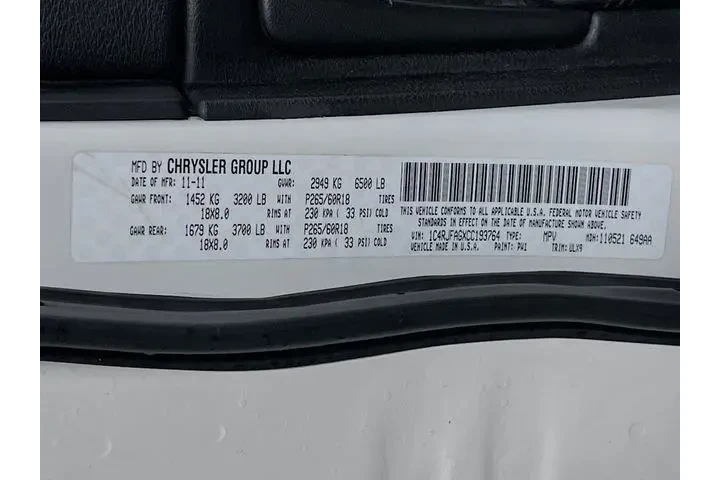 MFD BY CHRYSLER GROUP LLC
DATE OF MFR: 11-11 GVWR: 2949 KG 6500 LB
GAWR FRONT: 1452 KG 3200 LB WITH P265/60R18 TIRES
18X8.0 RIMS AT 230 KPA ( 33 PSI) COLD
GAWR REAR: 1679 KG 3700 LB WITH P265/60R18 TIRES
18X8.0 RIMS AT 230 KPA ( 33 PSI) COLD
THIS VEHICLE CONFORMS TO ALL APPLICABLE U.S.A. FEDERAL MOTOR VEHICLE SAFETY
STANDARDS IN EFFECT ON THE DATE OF MANUFACTURE SHOWN ABOVE.
VIN: 1C4RJFAGXCC193764 TYPE: MPV MDH: 110521 649AA
VEHICLE MADE IN U.S.A. PAINT: PW1 TRIM: ULX9